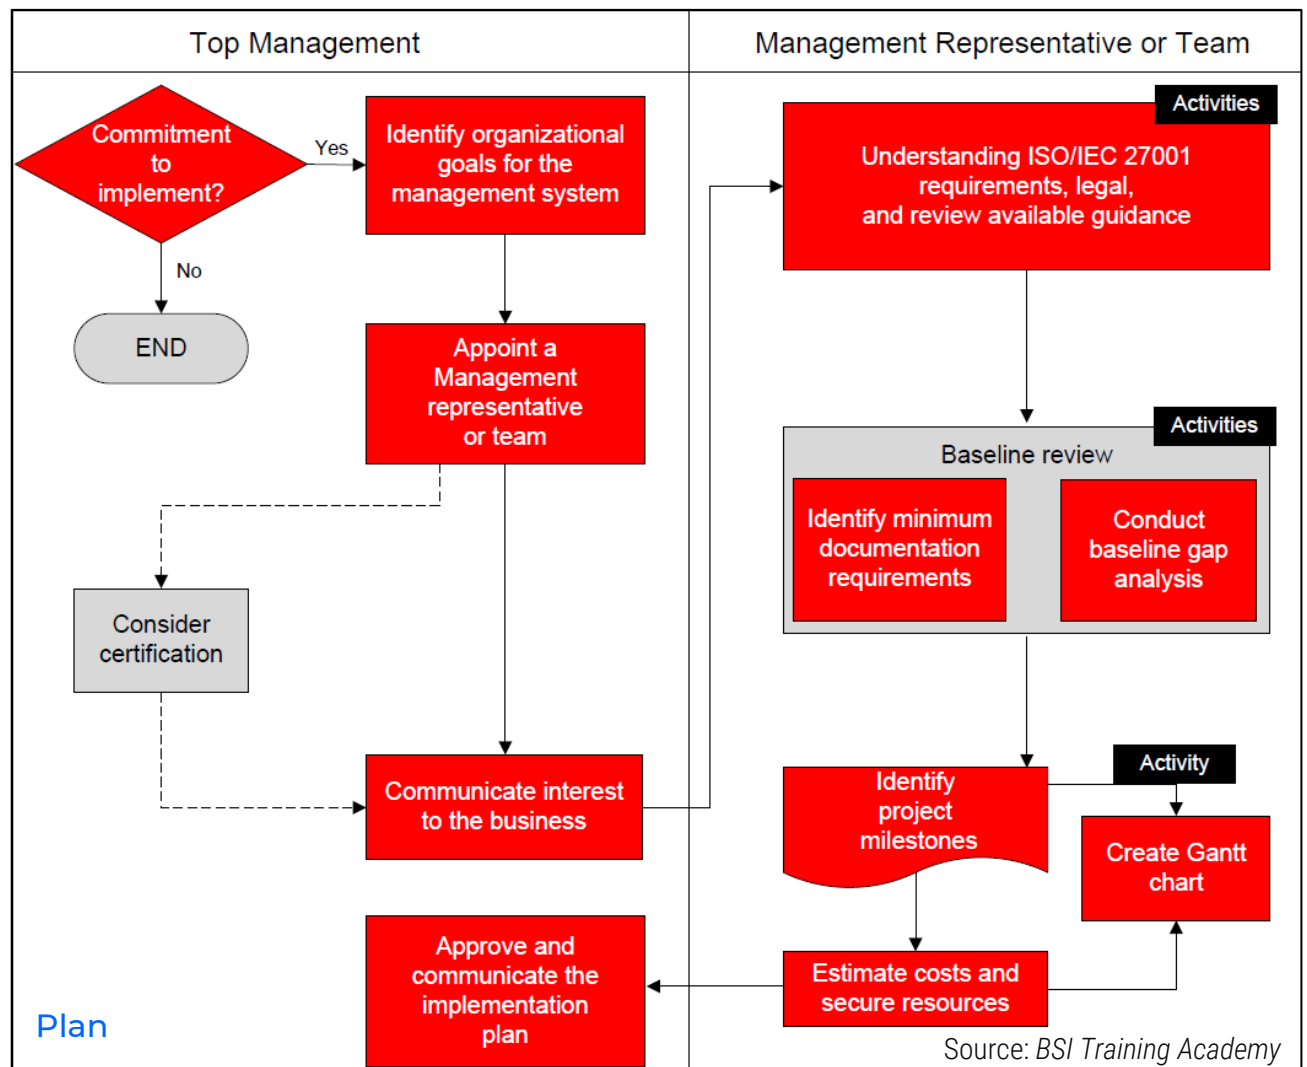 Top Management
Management Representative or Team
Commitment
to
implement?
Yes
No
END
Identify organizational
goals for the
management system
Appoint a
Management
representative
or team
Consider
certification
Communicate interest
to the business
Approve and
communicate the
implementation
plan
Plan
Activities
Understanding ISO/IEC 27001
requirements, legal,
and review available guidance
Activities
Baseline review
Identify minimum
documentation
requirements
Conduct
baseline gap
analysis
Identify
project
milestones
Activity
Create Gantt
chart
Estimate costs and
secure resources
Source: BSI Training Academy